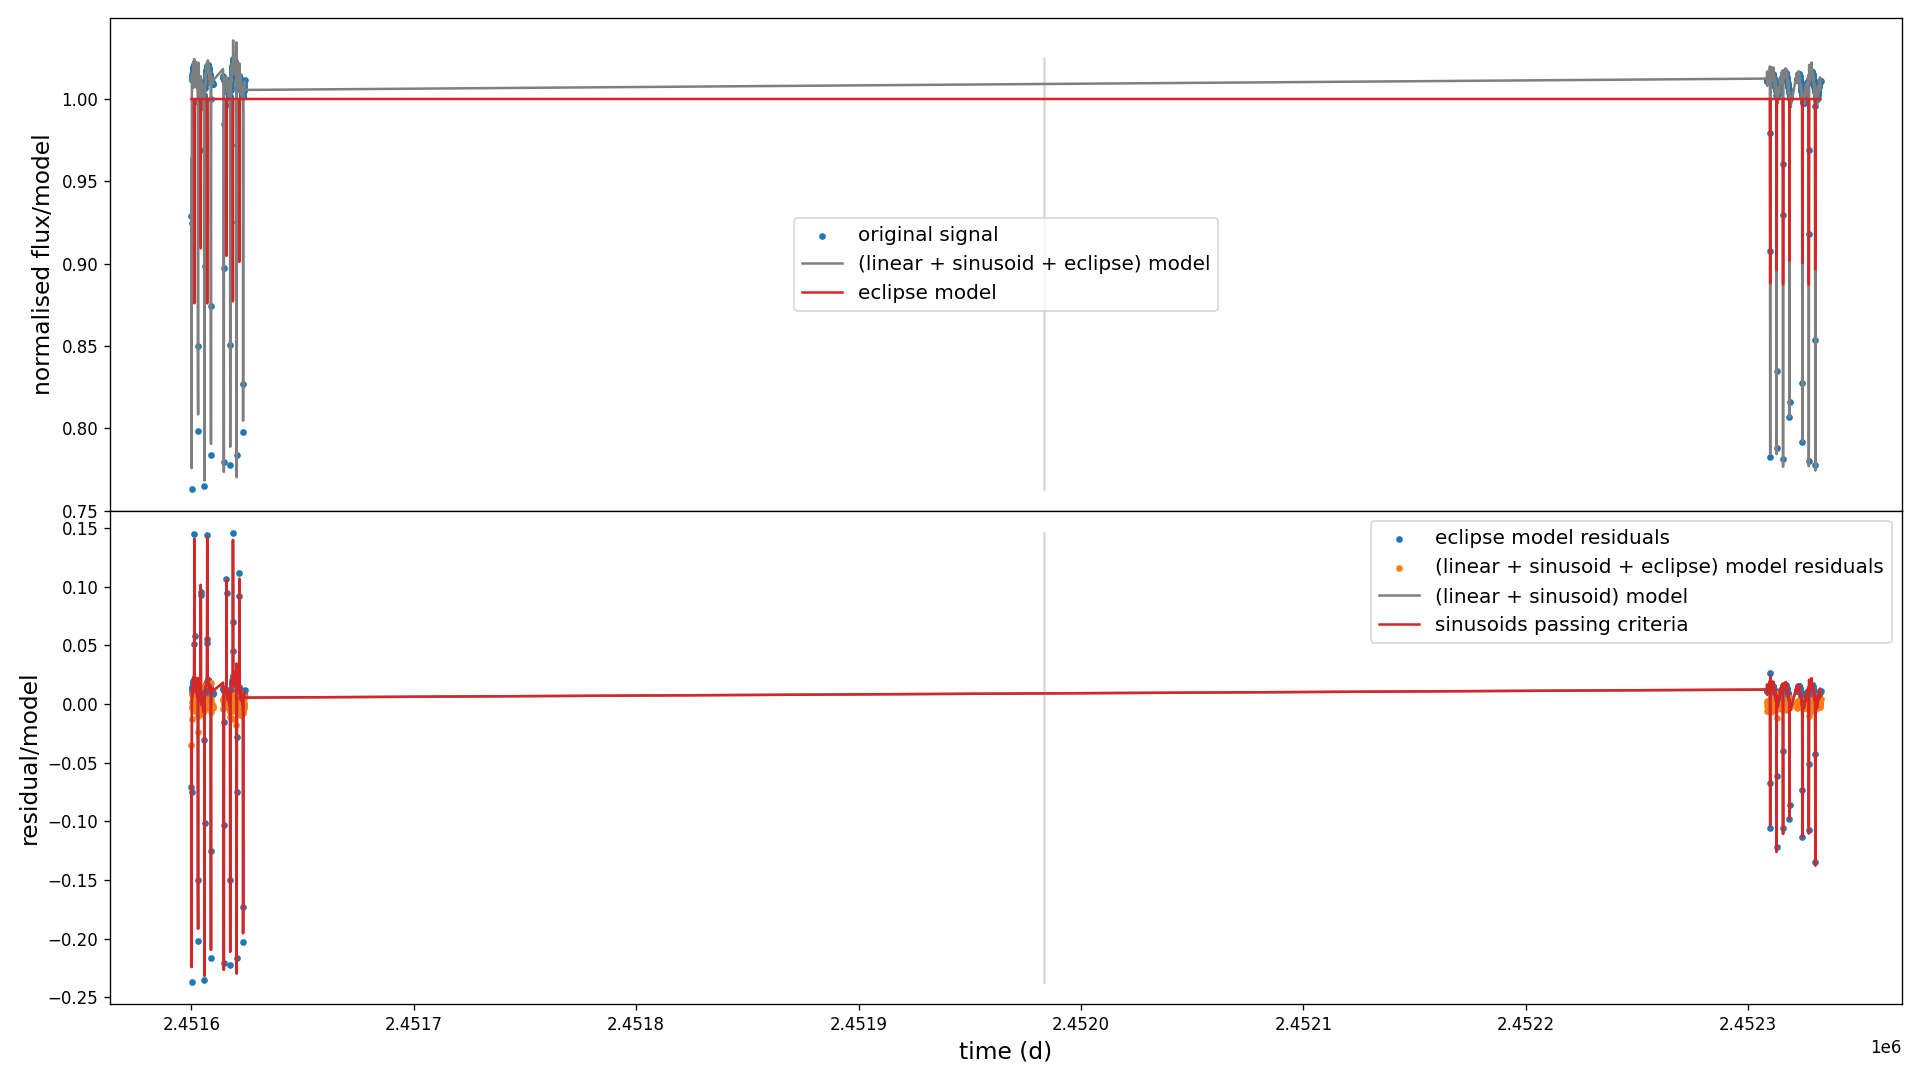 normalised flux/model
1.00
0.95
0.90
0.85
0.80
0.75
original signal
(linear + sinusoid + eclipse) model
eclipse model
residual/model
0.15
0.10
0.05
0.00
−0.05
−0.10
−0.15
−0.20
−0.25
eclipse model residuals
(linear + sinusoid + eclipse) model residuals
(linear + sinusoid) model
sinusoids passing criteria
2.4516 2.4517 2.4518 2.4519 2.4520 2.4521 2.4522 2.4523
time (d)
1e6